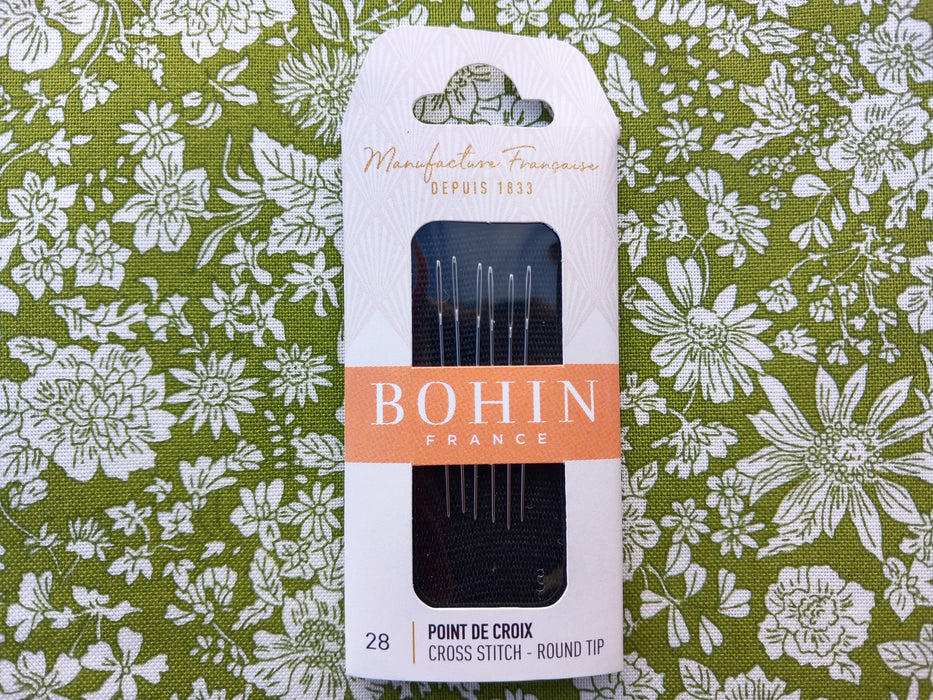 Manufacture Française
DEPUIS 1833
BOHIN
FRANCE
28
POINT DE CROIX
CROSS STITCH - ROUND TIP